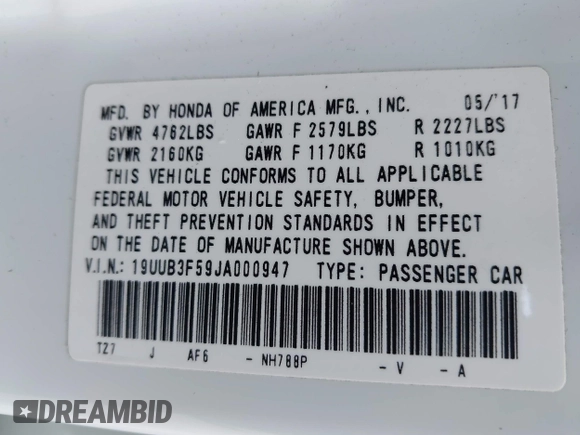 MFD. BY HONDA OF AMERICA MFG., INC. 05/'17
GVWR 4762LBS GAWR F 2579LBS R 2227LBS
GVWR 2160KG GAWR F 1170KG R 1010KG
THIS VEHICLE CONFORMS TO ALL APPLICABLE
FEDERAL MOTOR VEHICLE SAFETY, BUMPER,
AND THEFT PREVENTION STANDARDS IN EFFECT
ON THE DATE OF MANUFACTURE SHOWN ABOVE.
V.I.N.: 19UUB3F59JA000947 TYPE: PASSENGER CAR
T27 J AF6 - NH788P - V - A
DREAMBID